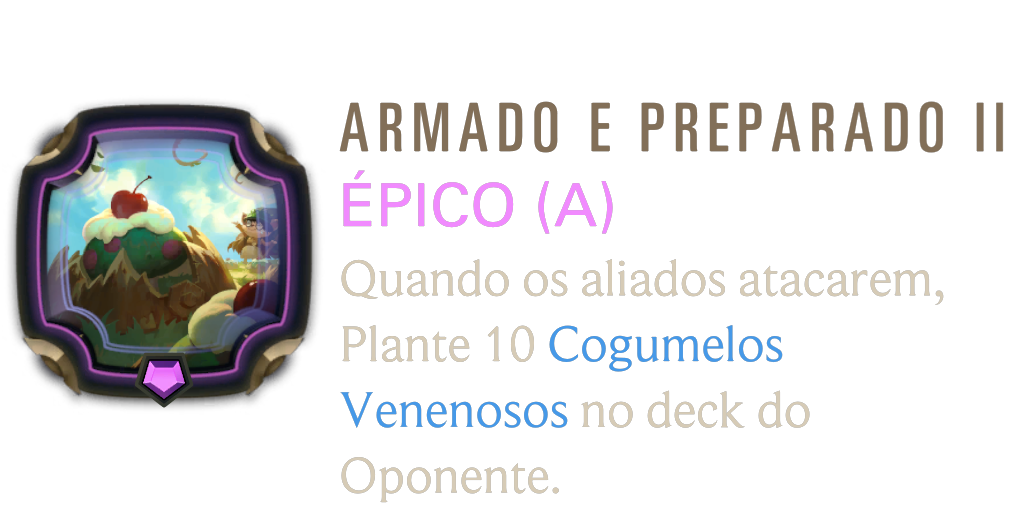 ARMADO E PREPARADO II
ÉPICO (A)
Quando os aliados atacarem,
Plante 10 Cogumelos
Venenosos no deck do
Oponente.